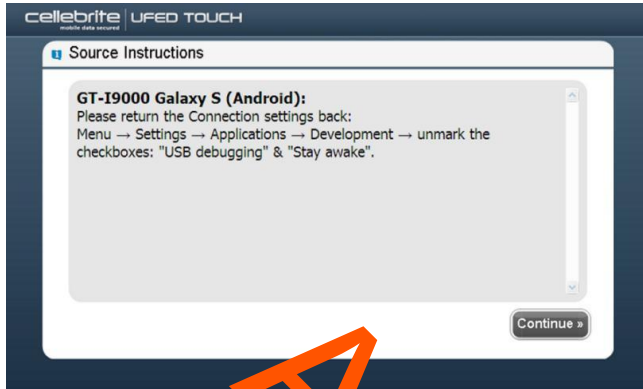 cellebrite UFED TOUCH
mobile data secured
Source Instructions
GT-I9000 Galaxy S (Android):
Please return the Connection settings back:
Menu → Settings → Applications → Development → unmark the
checkboxes: "USB debugging" & "Stay awake".
Continue »